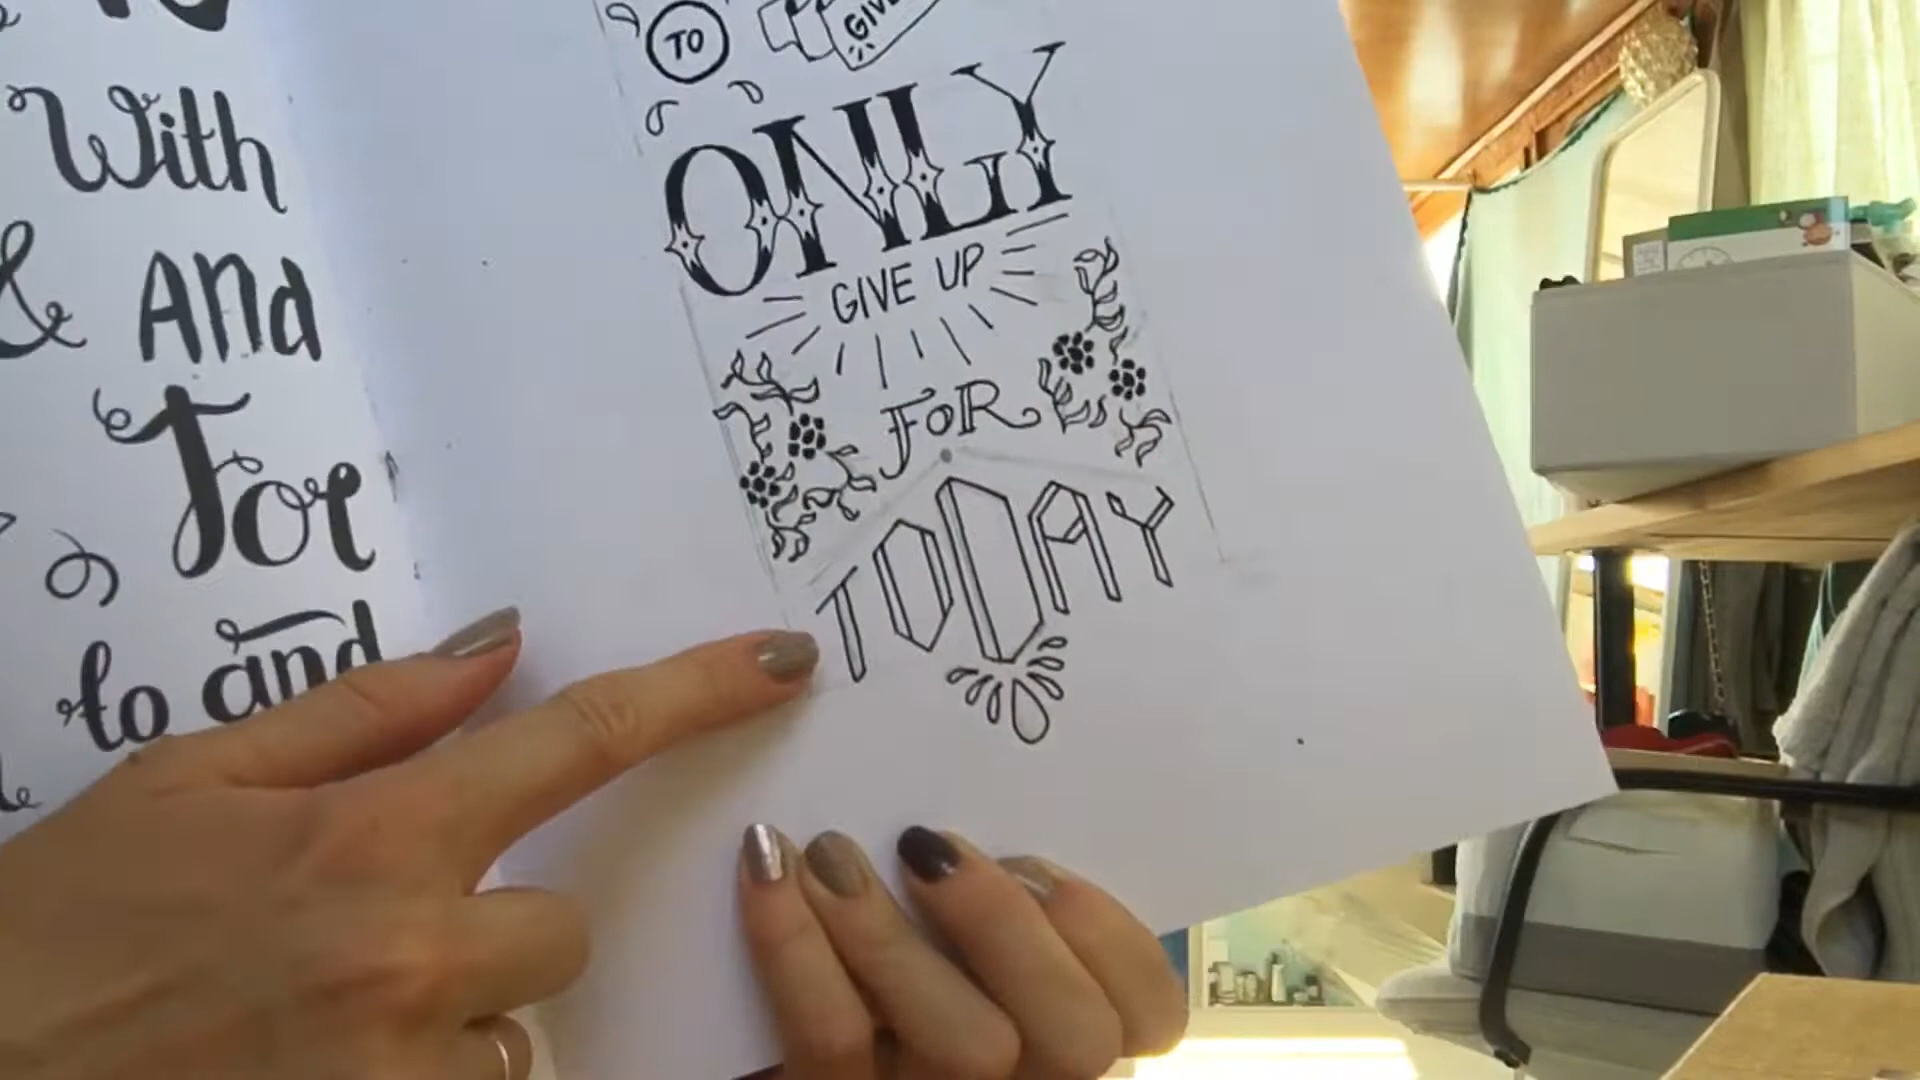 With
& And
For
to and
TO
GIVE
ONLY
GIVE UP
FOR
TODAY